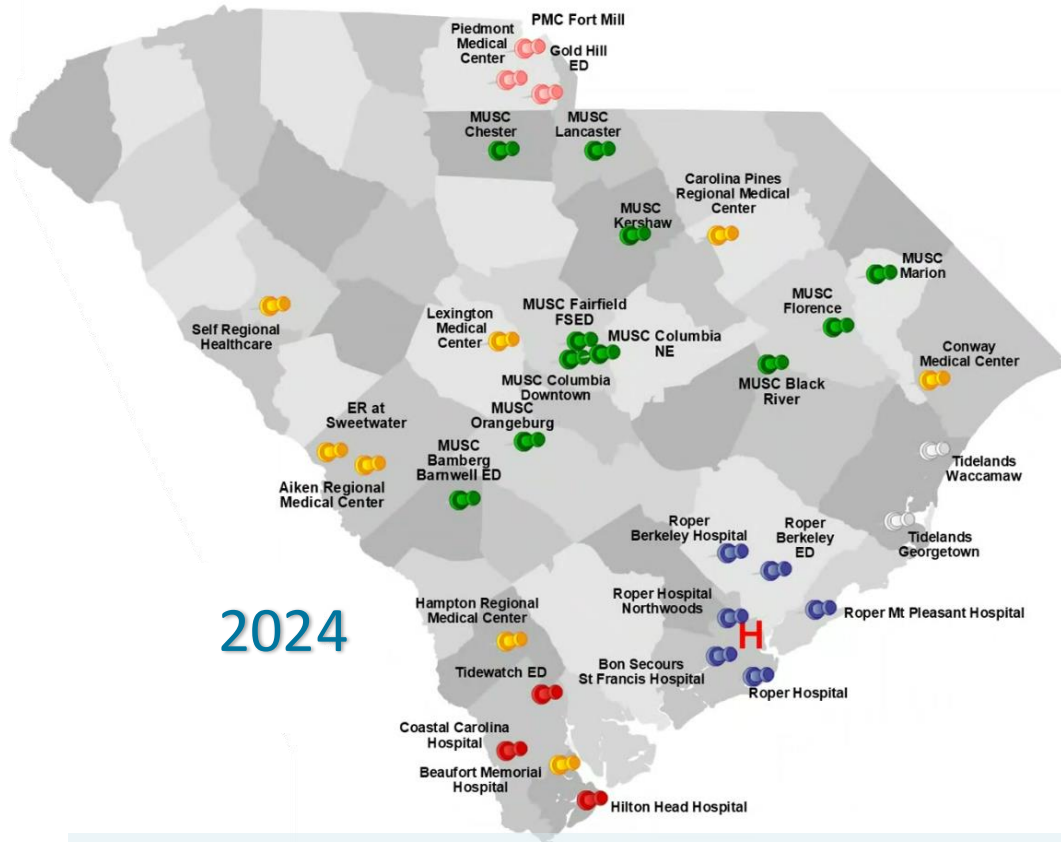 PMC Fort Mill
Piedmont
Medical
Center
Gold Hill
ED
MUSC
Chester
MUSC
Lancaster
Carolina Pines
Regional Medical
Center
MUSC
Kershaw
MUSC
Marion
MUSC
Florence
Self Regional
Healthcare
Lexington
Medical
Center
MUSC Fairfield
FSED
MUSC Columbia
NE
Conway
Medical Center
MUSC Columbia
Downtown
MUSC Black
River
ER at
Sweetwater
MUSC
Orangeburg
MUSC
Bamberg
Barnwell ED
Aiken Regional
Medical Center
Tidelands
Waccamaw
Tidelands
Georgetown
Roper
Berkeley Hospital
Roper
Berkeley
ED
2024
Hampton Regional
Medical Center
Roper Hospital
Northwoods
H
Roper Mt Pleasant Hospital
Tidewatch ED
Bon Secours
St Francis Hospital
Roper Hospital
Coastal Carolina
Hospital
Beaufort Memorial
Hospital
Hilton Head Hospital